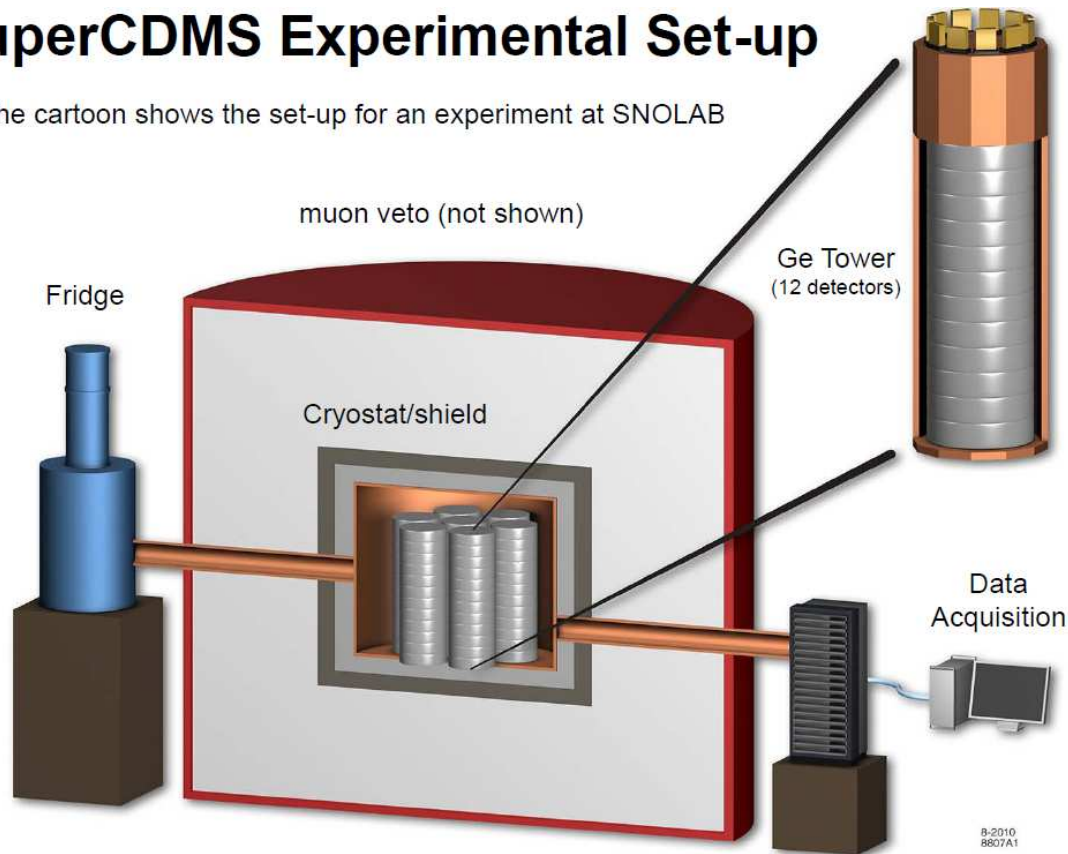 uperCDMS Experimental Set-up
he cartoon shows the set-up for an experiment at SNOLAB
muon veto (not shown)
Ge Tower
(12 detectors)
Fridge
Cryostat/shield
Data
Acquisition
8-2010
8807A1